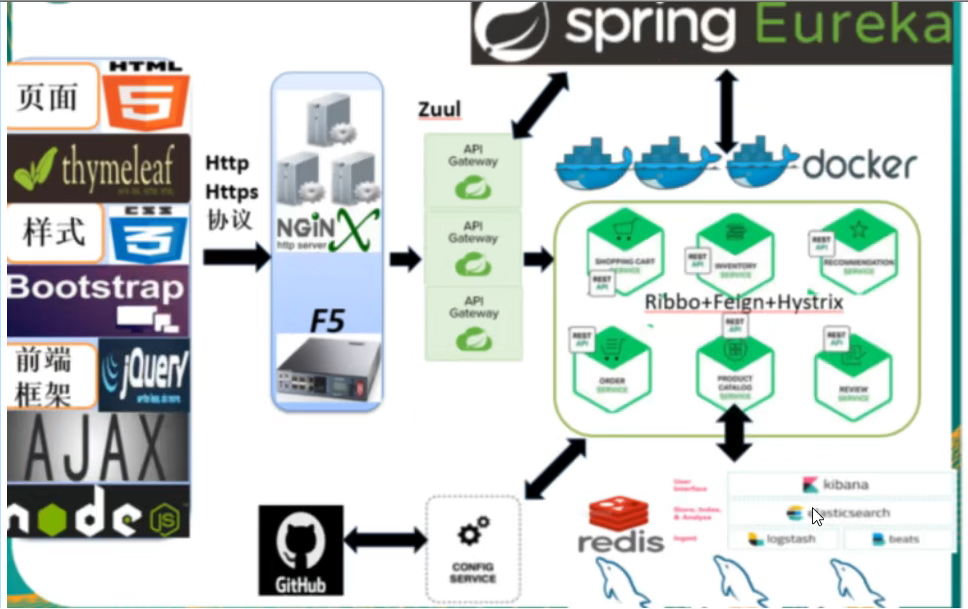 spring Eureka
HTML
5
页面
thymeleaf
CSS
3
样式
Bootstrap
前端
框架
jQuery
AJAX
node
JS
Http
Https
协议
NGiNX
http server
F5
Zuul
API
Gateway
API
Gateway
API
Gateway
docker
SHOPPING CART
SERVICE
REST
API
INVENTORY
SERVICE
REST
API
RECOMMENDATION
SERVICE
REST
API
Ribbo+Feign+Hystrix
REST
API
ORDER
SERVICE
REST
API
PRODUCT
CATALOG
SERVICE
REST
API
REVIEW
SERVICE
GitHub
CONFIG
SERVICE
redis
User
Interface
Store, Index,
& Analyze
Ingest
kibana
elasticsearch
logstash
beats